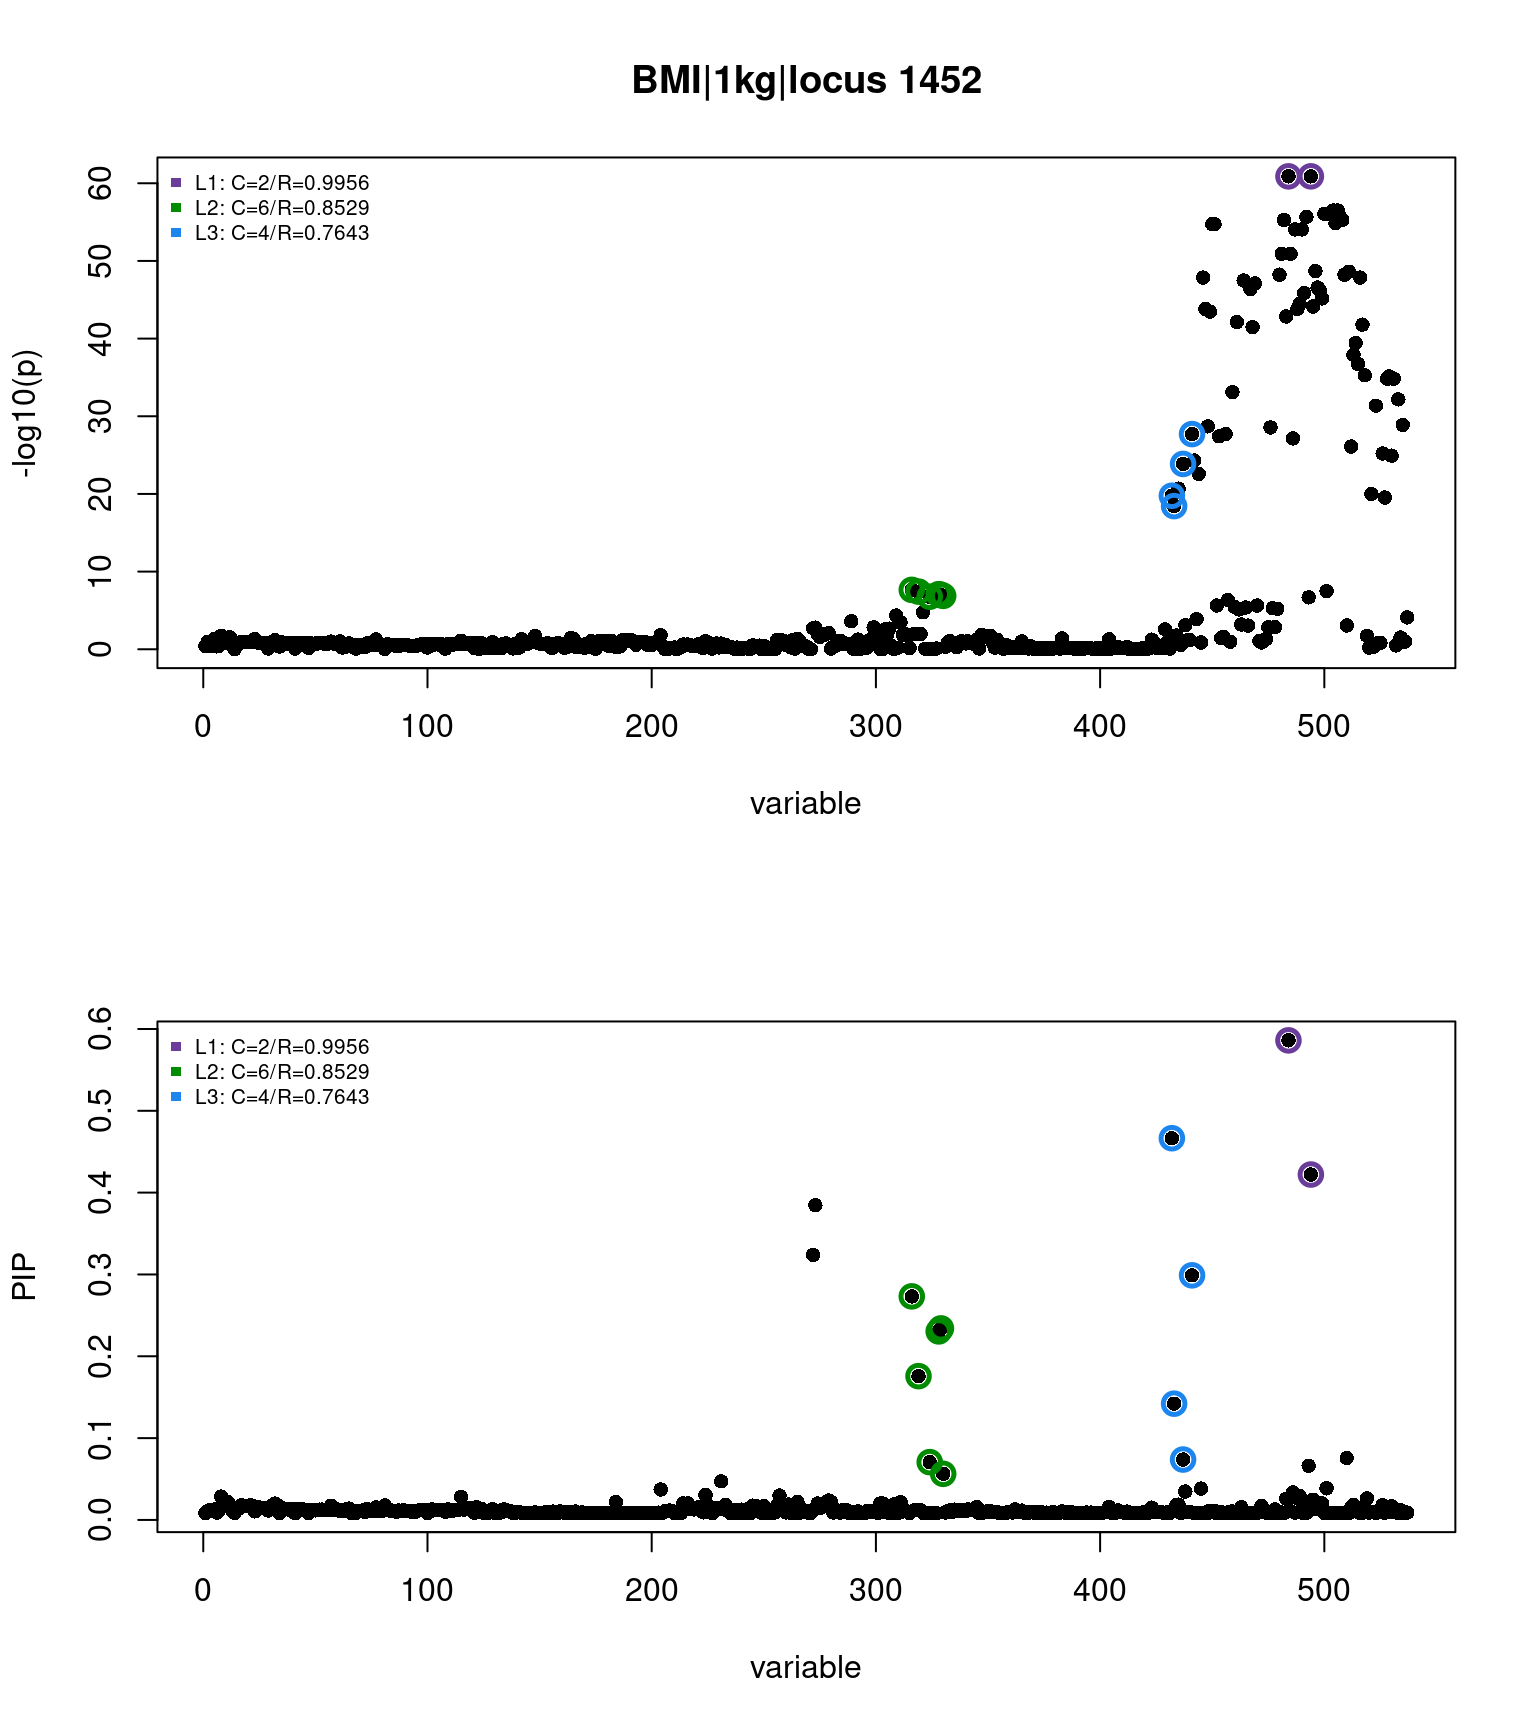 BMI|1kg|locus 1452
L1: C=2/R=0.9956
L2: C=6/R=0.8529
L3: C=4/R=0.7643
-log10(p)
60
50
40
30
20
10
0
0 100 200 300 400 500
variable
L1: C=2/R=0.9956
L2: C=6/R=0.8529
L3: C=4/R=0.7643
PIP
0.6
0.5
0.4
0.3
0.2
0.1
0.0
0 100 200 300 400 500
variable